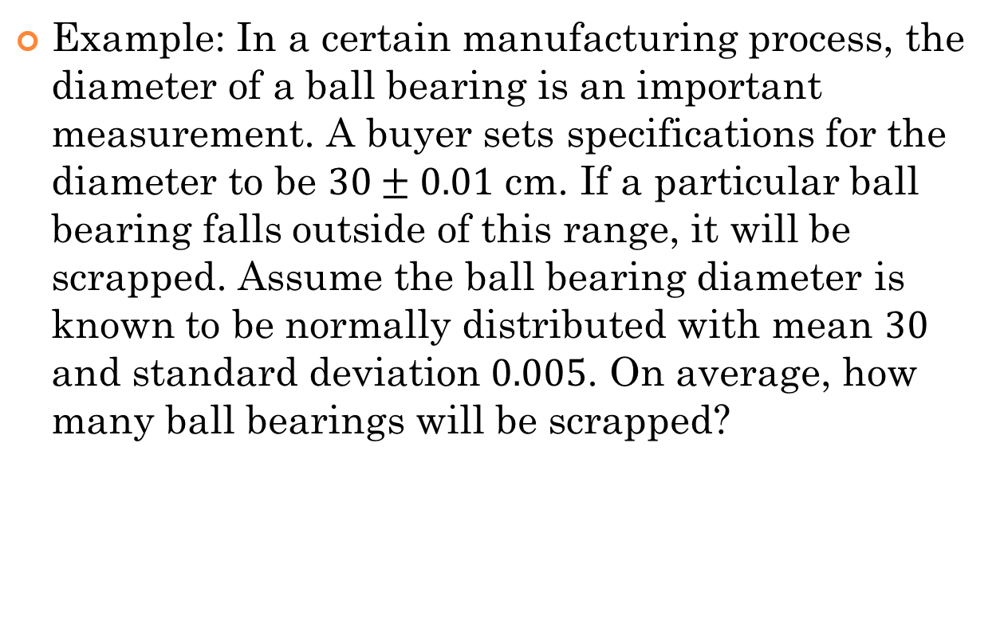 Example: In a certain manufacturing process, the
diameter of a ball bearing is an important
measurement. A buyer sets specifications for the
diameter to be 30 ± 0.01 cm. If a particular ball
bearing falls outside of this range, it will be
scrapped. Assume the ball bearing diameter is
known to be normally distributed with mean 30
and standard deviation 0.005. On average, how
many ball bearings will be scrapped?